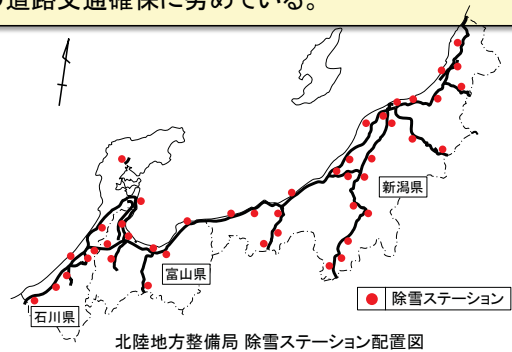 道路交通確保に努めている。
新潟県
富山県
除雪ステーション
石川県
北陸地方整備局 除雪ステーション配置図